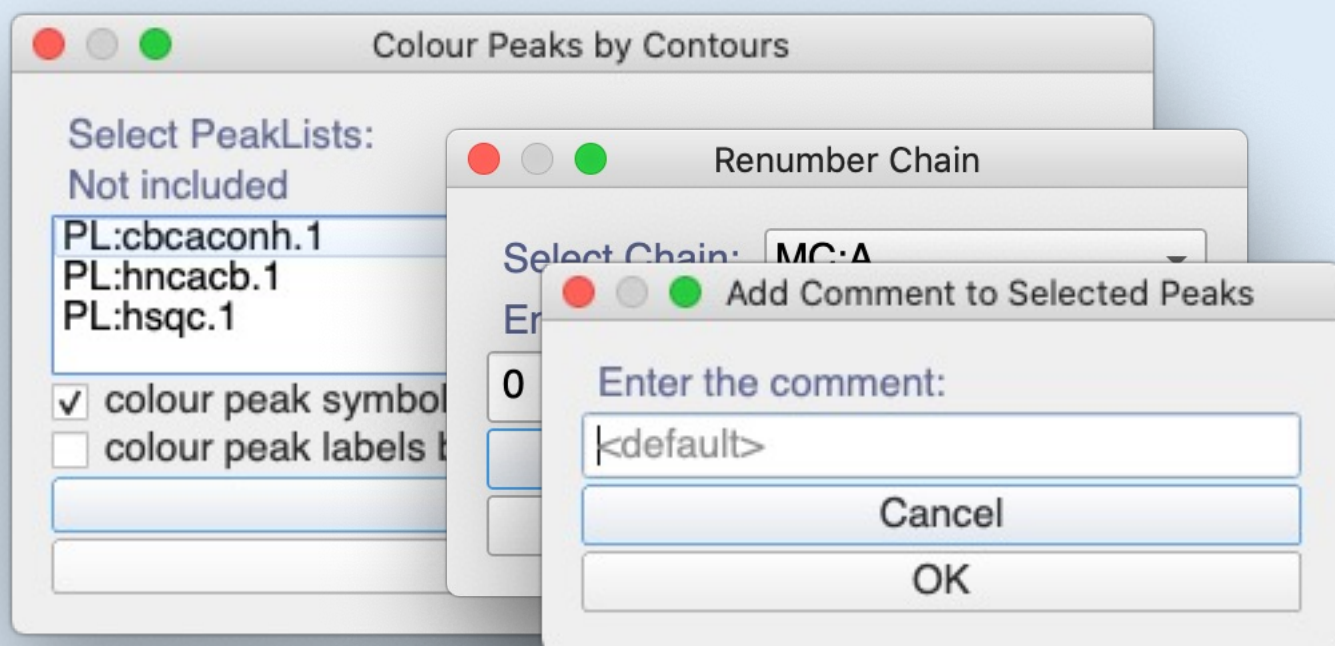 Colour Peaks by Contours
Select PeakLists:
Not included
PL:cbcaconh.1
PL:hncacb.1
PL:hsqc.1
colour peak symbol
colour peak labels
Renumber Chain
Select Chain: MC:A
0
Add Comment to Selected Peaks
Enter the comment:
<default>
Cancel
OK